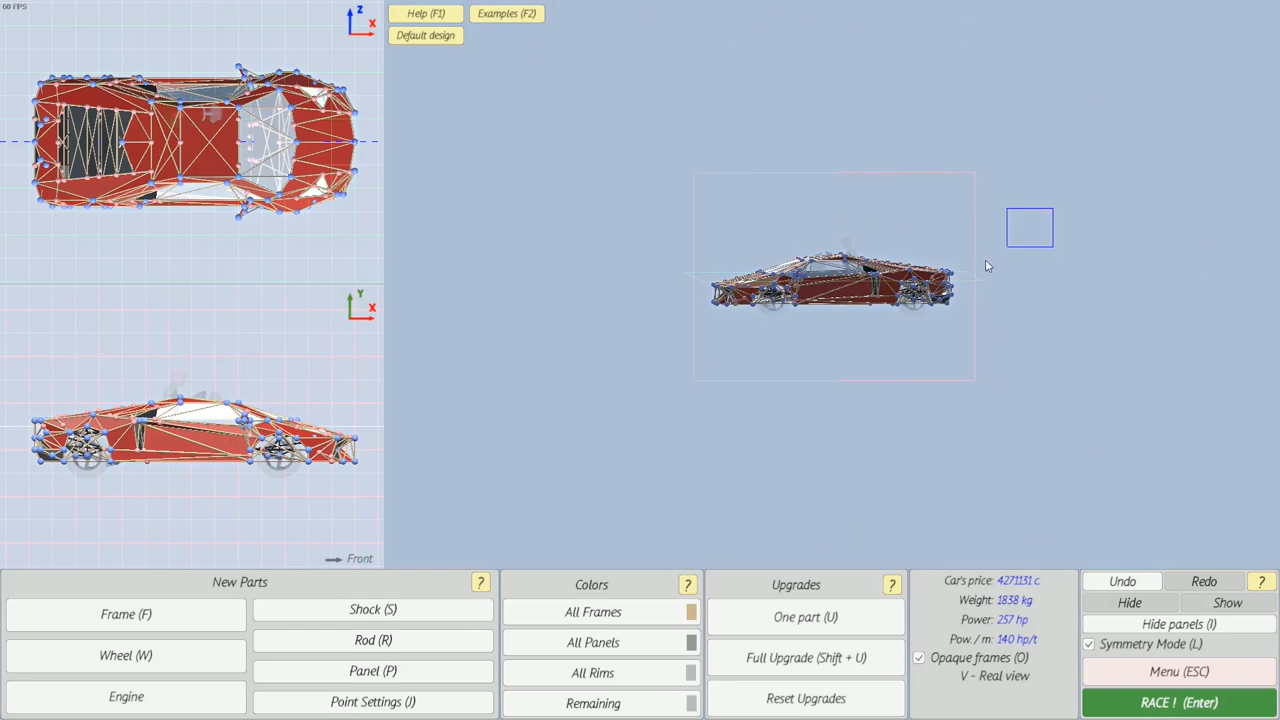 60 FPS
Z
X
Help (F1)
Examples (F2)
Default design
Y
X
Front
New Parts
?
Frame (F)
Shock (S)
Rod (R)
Wheel (W)
Panel (P)
Engine
Point Settings (J)
Colors
?
All Frames
All Panels
All Rims
Remaining
Upgrades
?
One part (U)
Full Upgrade (Shift + U)
Reset Upgrades
Car's price: 4271131 c.
Weight: 1838 kg
Power: 257 hp
Pow. / m: 140 hp/t
Opaque frames (O)
V - Real view
Undo
Redo
?
Hide
Show
Hide panels (I)
Symmetry Mode (L)
Menu (ESC)
RACE ! (Enter)